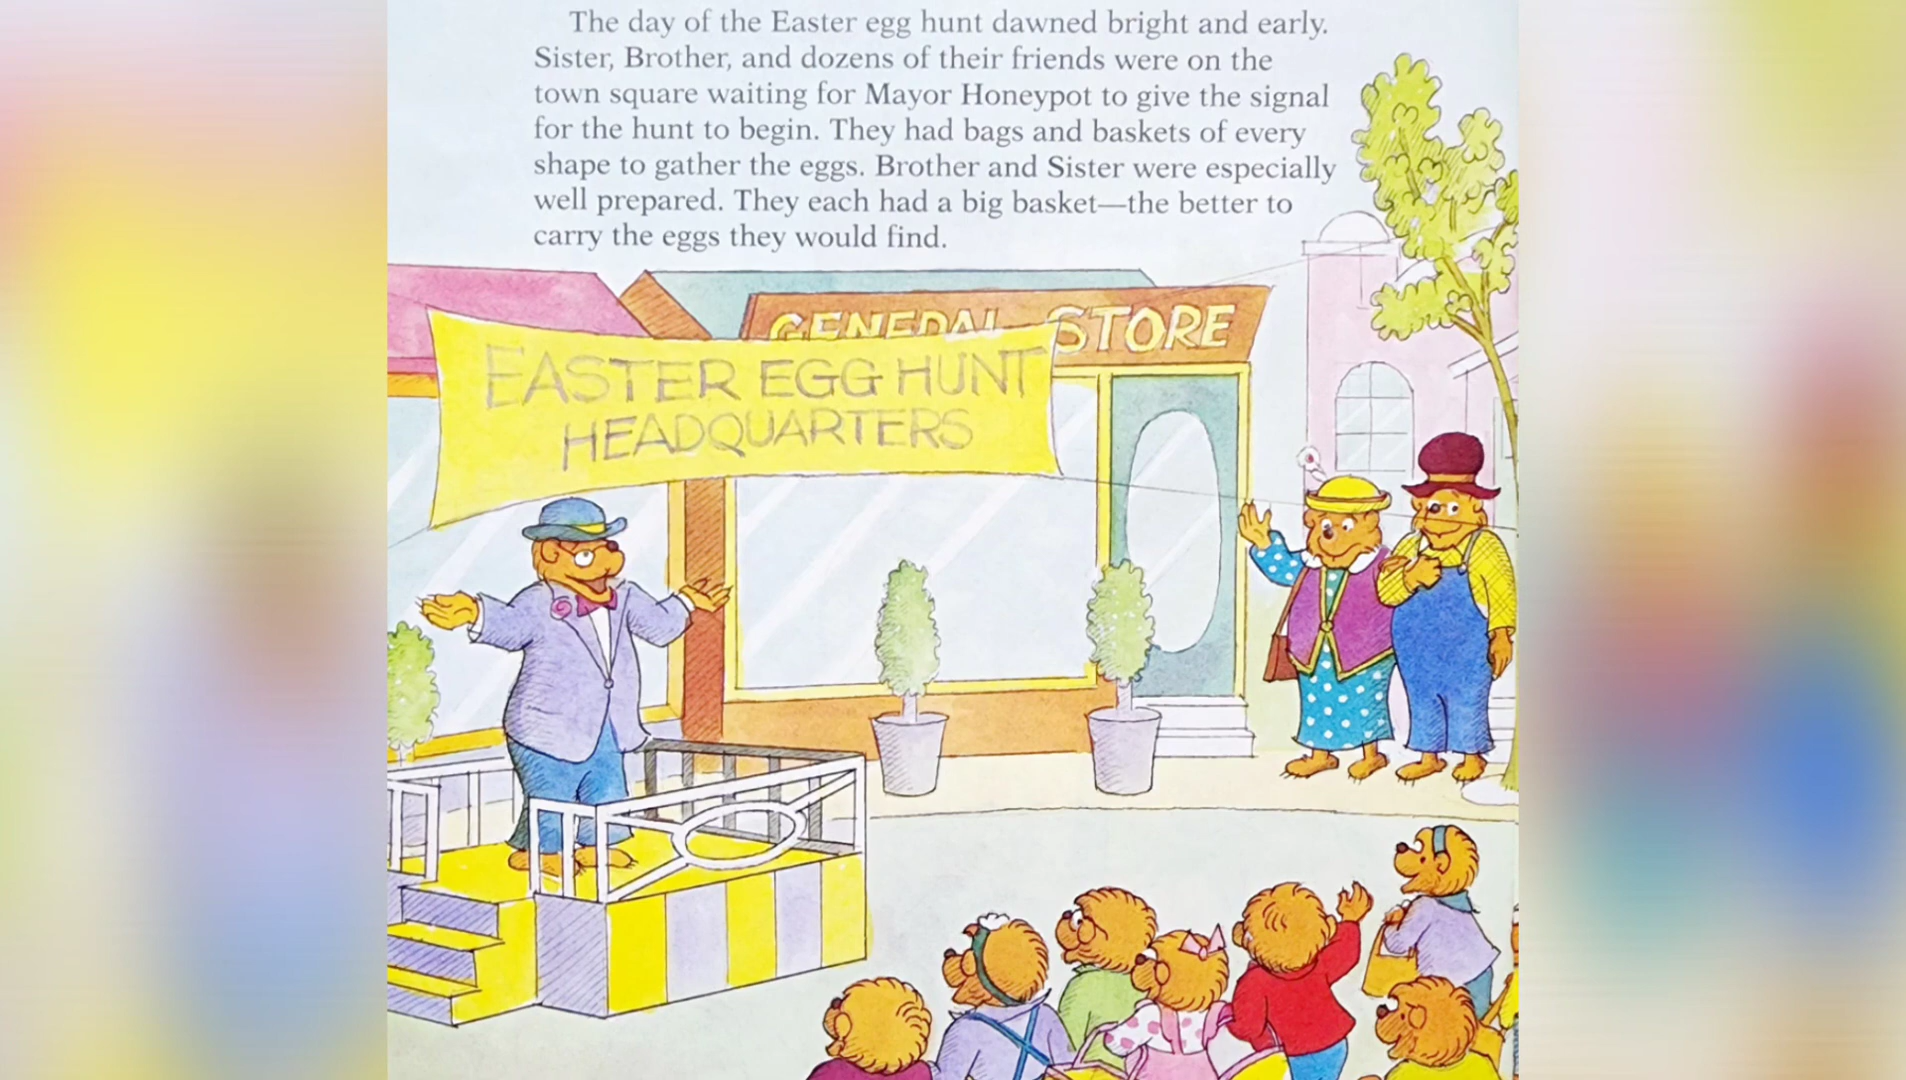 The day of the Easter egg hunt dawned bright and early.
Sister, Brother, and dozens of their friends were on the
town square waiting for Mayor Honeypot to give the signal
for the hunt to begin. They had bags and baskets of every
shape to gather the eggs. Brother and Sister were especially
well prepared. They each had a big basket—the better to
carry the eggs they would find.
GENERAL STORE
EASTER EGG HUNT
HEADQUARTERS